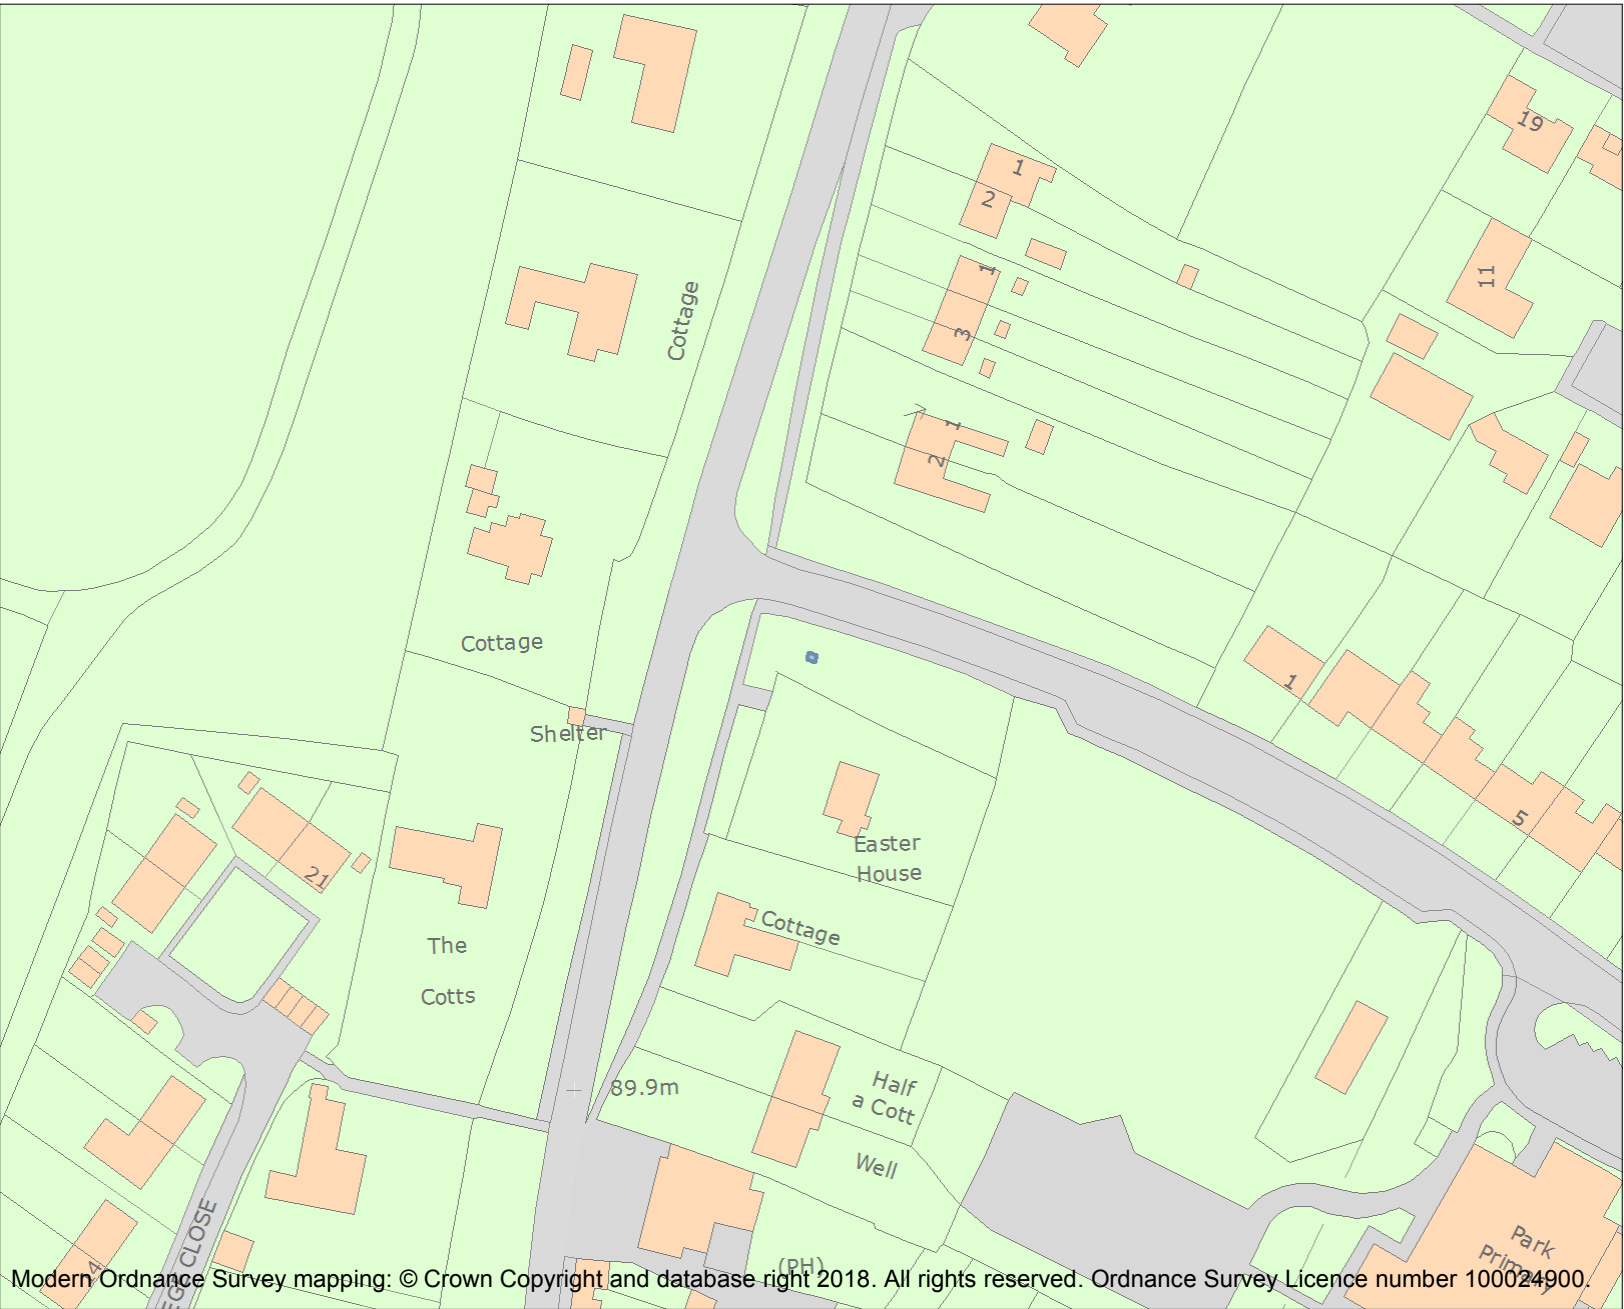 19
1
2
11
1
3
Cottage
1
2
Cottage
1
Shelter
5
Easter
House
21
Cottage
The
Cotts
89.9m
Half
a Cott
Well
CLOSE
Park
(PH)
14
Modern Ordnance Survey mapping: © Crown Copyright and database right 2018. All rights reserved. Ordnance Survey Licence number 100024900.